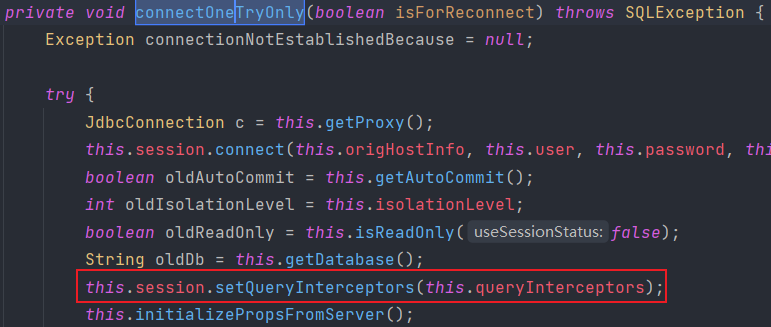 private void connectOneTryOnly(boolean isForReconnect) throws SQLException {
Exception connectionNotEstablishedBecause = null;
try {
JdbcConnection c = this.getProxy();
this.session.connect(this.origHostInfo, this.user, this.password, thi
boolean oldAutoCommit = this.getAutoCommit();
int oldIsolationLevel = this.isolationLevel;
boolean oldReadOnly = this.isReadOnly( useSessionStatus: false);
String oldDb = this.getDatabase();
this.session.setQueryInterceptors(this.queryInterceptors);
this.initializePropsFromServer();